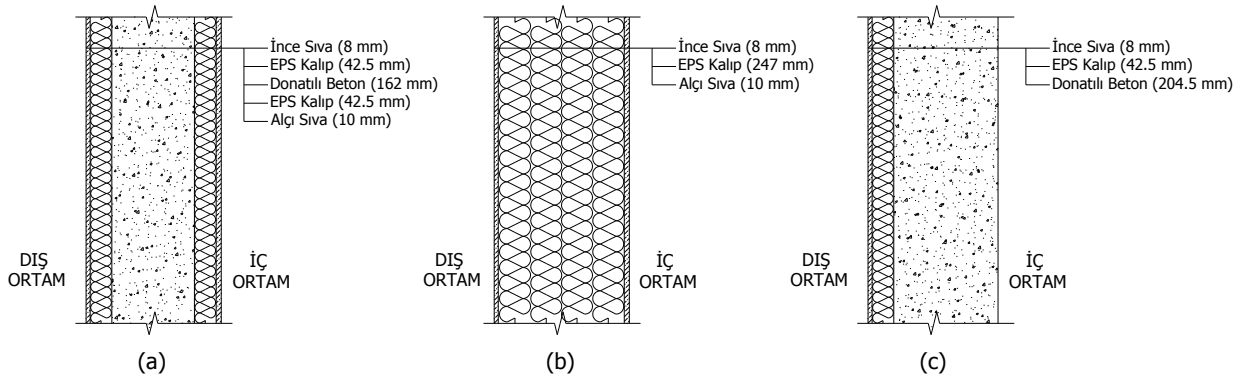 İnce Sıva (8 mm)
EPS Kalıp (42.5 mm)
Donatılı Beton (162 mm)
EPS Kalıp (42.5 mm)
Alçı Sıva (10 mm)
DIŞ
ORTAM
İÇ
ORTAM
(a)
İnce Sıva (8 mm)
EPS Kalıp (247 mm)
Alçı Sıva (10 mm)
DIŞ
ORTAM
İÇ
ORTAM
(b)
İnce Sıva (8 mm)
EPS Kalıp (42.5 mm)
Donatılı Beton (204.5 mm)
DIŞ
ORTAM
İÇ
ORTAM
(c)